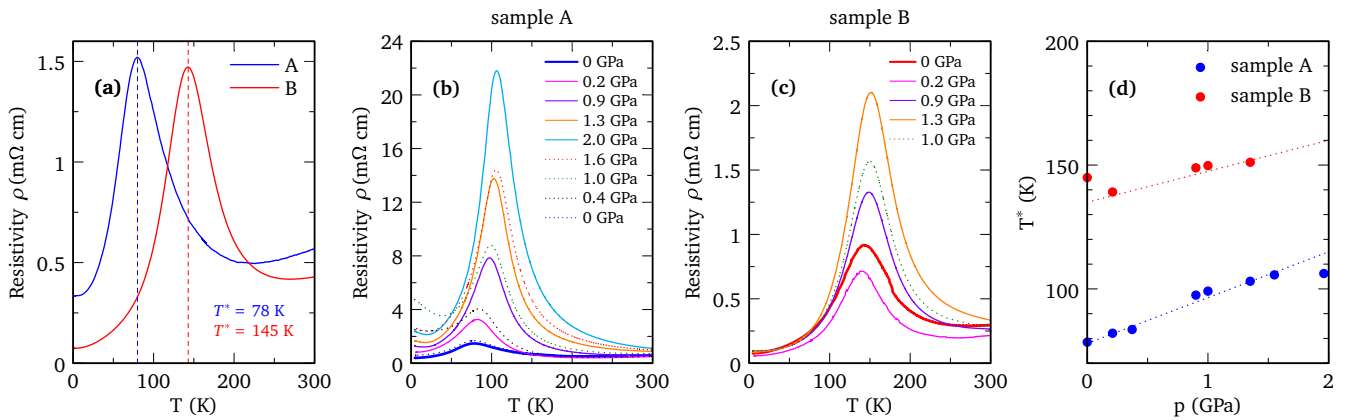 sample A
sample B
Resistivity ρ (mΩ cm)
1.5
1
0.5
0
0
100
200
300
T (K)
(a)
A
B
T* = 78 K
T* = 145 K
Resistivity ρ (mΩ cm)
24
20
16
12
8
4
0
0
100
200
300
T (K)
(b)
0 GPa
0.2 GPa
0.9 GPa
1.3 GPa
2.0 GPa
1.6 GPa
1.0 GPa
0.4 GPa
0 GPa
Resistivity ρ (mΩ cm)
2.5
2
1.5
1
0.5
0
0
100
200
300
T (K)
(c)
0 GPa
0.2 GPa
0.9 GPa
1.3 GPa
1.0 GPa
T* (K)
200
150
100
0
1
2
p (GPa)
(d)
sample A
sample B